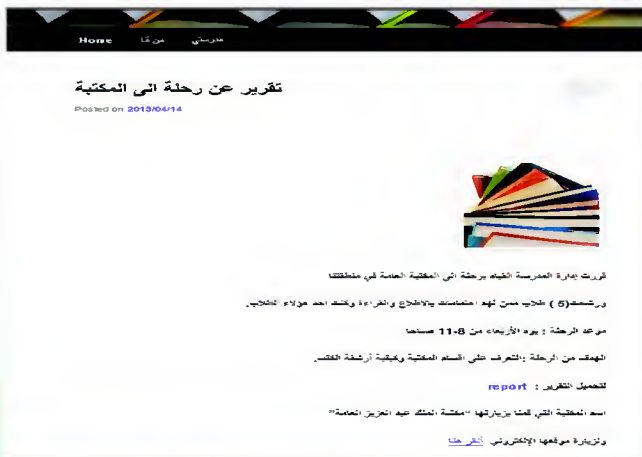 Home من نحن مدرستي
تقرير عن رحلة الى المكتبة
Posted on 2013/04/14
قررت إدارة المدرسة القيام برحلة الى المكتبة العامة في منطقتنا
ورشحت(5 ) طلاب ممن لهم اهتمامات بالاطلاع والقراءة وكنت احد هؤلاء الطلاب.
موعد الرحلة : يوم الأربعاء من 8-11 صباحا
الهدف من الرحلة :التعرف على اقسام المكتبة وكيفية أرشفة الكتب.
لتحميل التقرير : report
اسم المكتبة التي قمنا بزيارتها "مكتبة الملك عبد العزيز العامة"
ولزيارة موقعها الإلكتروني أنقر هنا